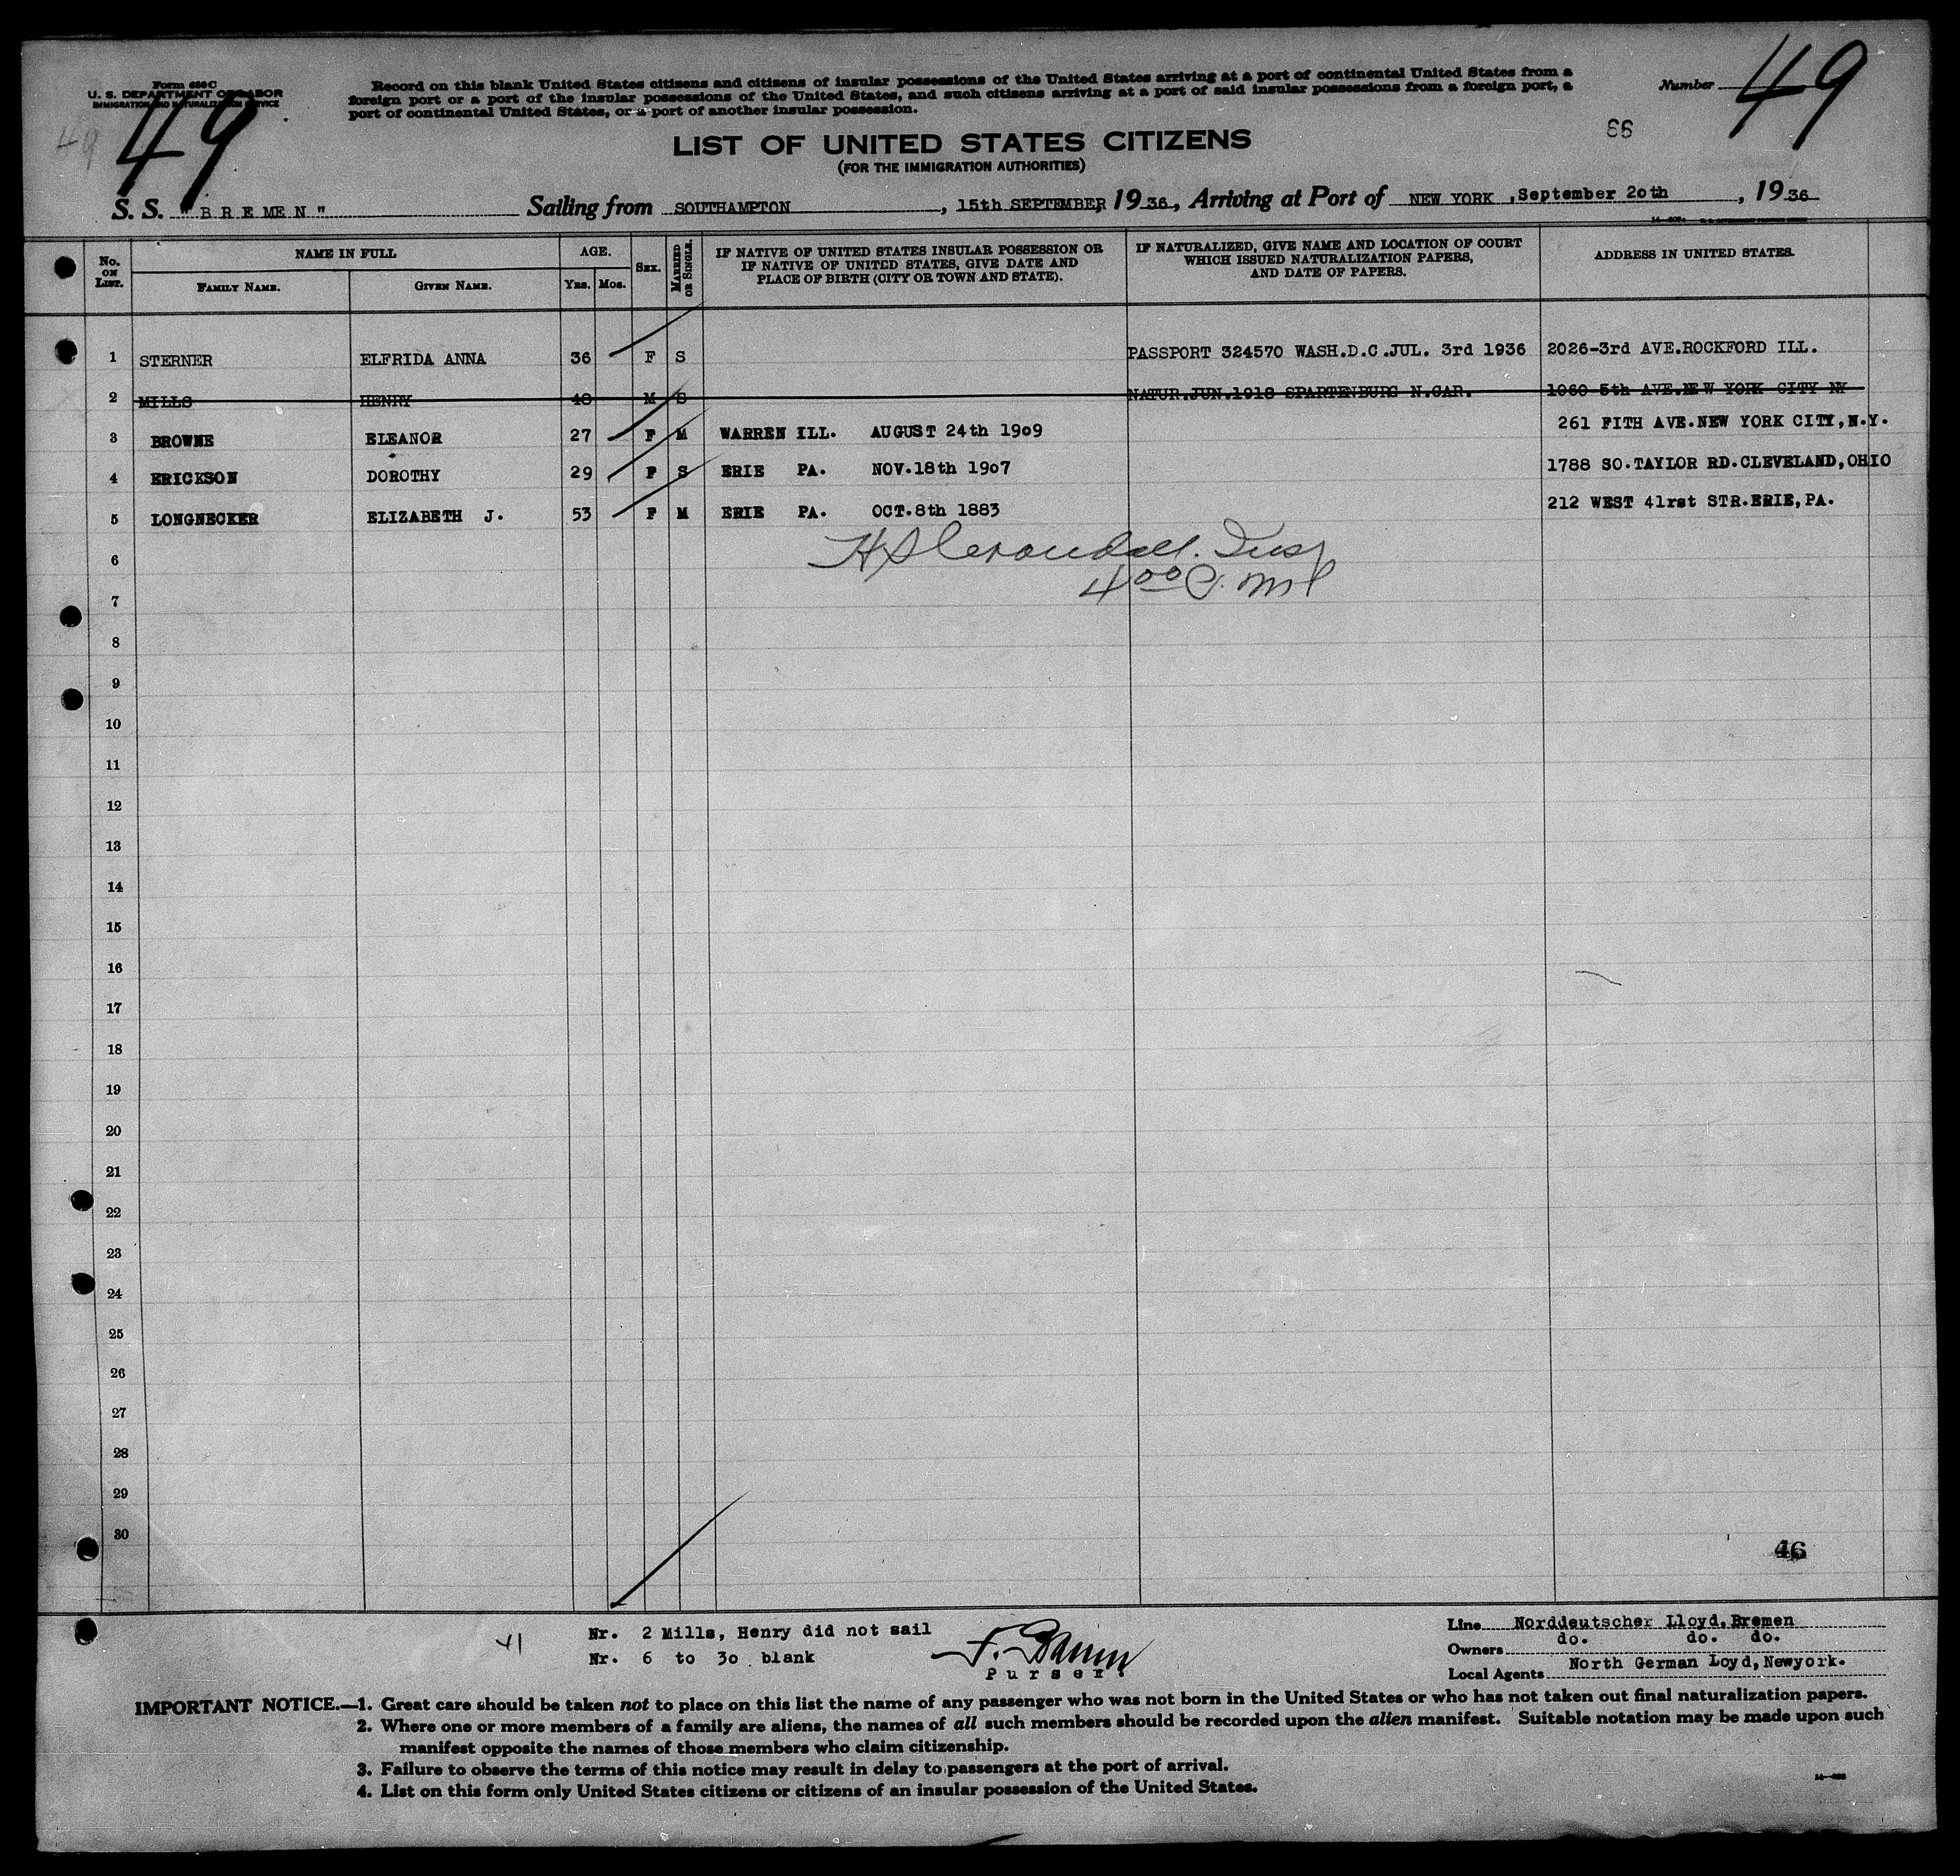 Form 630 C
U. S. DEPARTMENT OF LABOR
IMMIGRATION AND NATURALIZATION SERVICE
49
49
Record on this blank United States citizens and citizens of insular possessions of the United States arriving at a port of continental United States from a
foreign port or a port of the insular possessions of the United States, and such citizens arriving at a port of said insular possessions from a foreign port, a
port of continental United States, or a port of another insular possession.
Number 49
66
LIST OF UNITED STATES CITIZENS
(FOR THE IMMIGRATION AUTHORITIES)
S. S. "BREMEN" Sailing from SOUTHAMPTON, 15th SEPTEMBER, 19 36, Arriving at Port of NEW YORK, September 20th, 19 36
No. ON LIST.
NAME IN FULL
FAMILY NAME. GIVEN NAME.
AGE.
YRS. MOS.
SEX.
MARRIED OR SINGLE.
IF NATIVE OF UNITED STATES INSULAR POSSESSION OR
IF NATIVE OF UNITED STATES, GIVE DATE AND
PLACE OF BIRTH (CITY OR TOWN AND STATE).
IF NATURALIZED, GIVE NAME AND LOCATION OF COURT
WHICH ISSUED NATURALIZATION PAPERS,
AND DATE OF PAPERS.
ADDRESS IN UNITED STATES.
1 STERNER ELFRIDA ANNA 36 F S PASSPORT 324570 WASH.D.C.JUL. 3rd 1936 2026-3rd AVE.ROCKFORD ILL.
2 MILLS HENRY 40 M S NATUR.JUN.1918 SPARTENBURG N.CAR. 1060 5th AVE.NEW YORK CITY NY
3 BROWNE ELEANOR 27 F M WARREN ILL. AUGUST 24th 1909 261 FITH AVE.NEW YORK CITY,N.Y.
4 ERICKSON DOROTHY 29 F S ERIE PA. NOV.18th 1907 1788 SO.TAYLOR RD.CLEVELAND,OHIO
5 LONGNECKER ELIZABETH J. 53 F M ERIE PA. OCT.8th 1883 212 WEST 41rst STR.ERIE,PA.
6
4 00 P.M
7
8
9
10
11
12
13
14
15
16
17
18
19
20
21
22
23
24
25
26
27
28
29
30
46
41
Nr. 2 Mills, Henry did not sail
Nr. 6 to 30 blank
Purser.
Line Norddeutscher Lloyd, Bremen
Owners do. do. do.
Local Agents North German Loyd, Newyork.
IMPORTANT NOTICE.—1. Great care should be taken not to place on this list the name of any passenger who was not born in the United States or who has not taken out final naturalization papers.
2. Where one or more members of a family are aliens, the names of all such members should be recorded upon the alien manifest. Suitable notation may be made upon such
manifest opposite the names of those members who claim citizenship.
3. Failure to observe the terms of this notice may result in delay to passengers at the port of arrival.
4. List on this form only United States citizens or citizens of an insular possession of the United States.